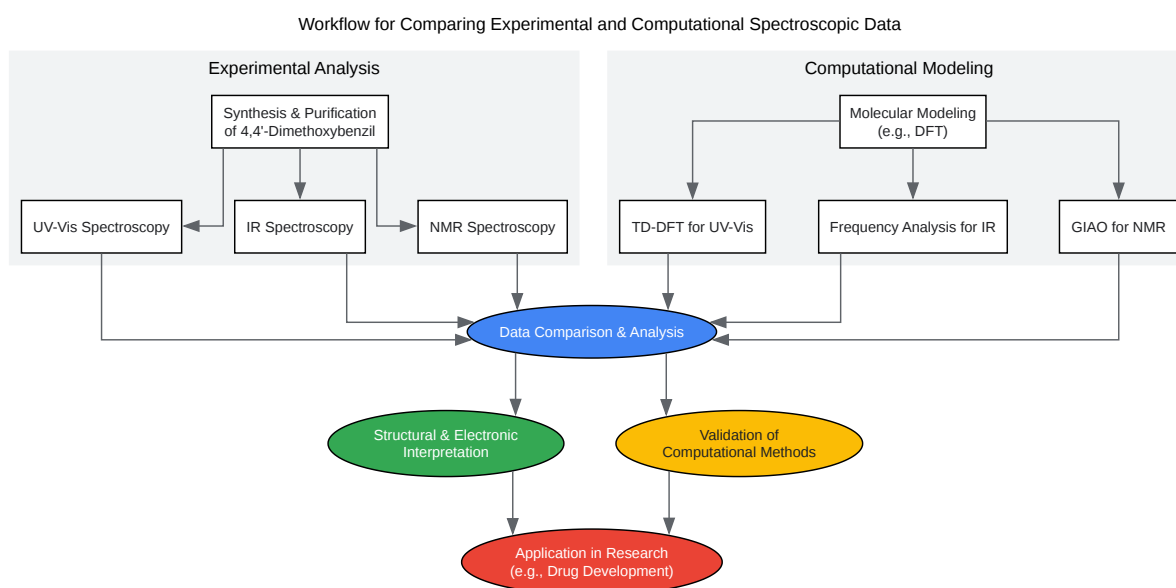 Workflow for Comparing Experimental and Computational Spectroscopic Data
Experimental Analysis
Computational Modeling
Synthesis & Purification
of 4,4'-Dimethoxybenzil
Molecular Modeling
(e.g., DFT)
UV-Vis Spectroscopy
IR Spectroscopy
NMR Spectroscopy
TD-DFT for UV-Vis
Frequency Analysis for IR
GIAO for NMR
Data Comparison & Analysis
Structural & Electronic
Interpretation
Validation of
Computational Methods
Application in Research
(e.g., Drug Development)